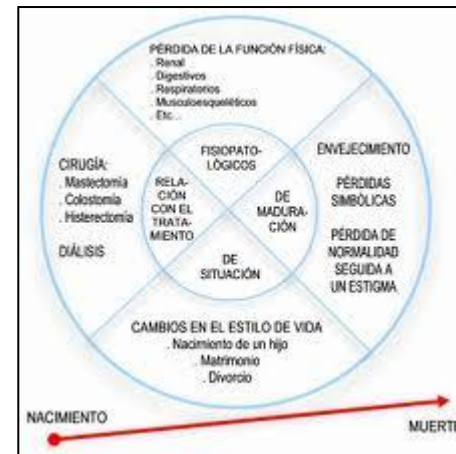 PÉRDIDA DE LA FUNCIÓN FÍSICA:
. Renal
. Digestivos
. Respiratorios
. Musculoesqueléticos
. Etc...
FISIOPATO-
LÓGICOS
CIRUGÍA:
. Mastectomía
. Colostomía
. Histerectomía
DIÁLISIS
RELA-
CIÓN
CON EL
TRATA-
MIENTO
DE
MADURA-
CIÓN
ENVEJECIMIENTO
PÉRDIDAS
SIMBÓLICAS
PÉRDIDA DE
NORMALIDAD
SEGUIDA A
UN ESTIGMA
DE
SITUACIÓN
CAMBIOS EN EL ESTILO DE VIDA
. Nacimiento de un hijo
. Matrimonio
. Divorcio
NACIMIENTO
MUERTE